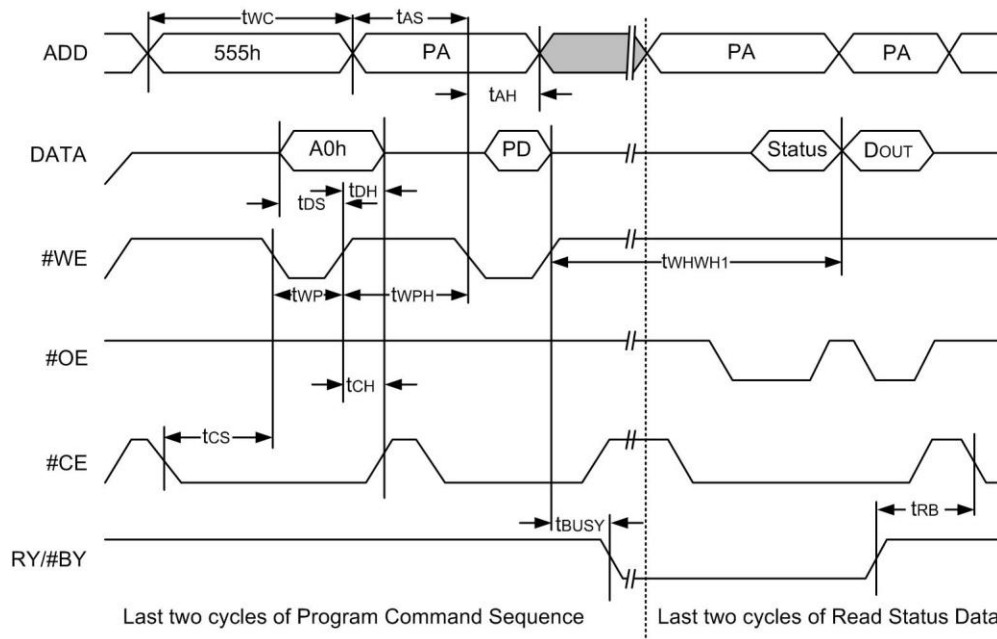 tWC
tAS
ADD
555h
PA
PA
PA
tAH
DATA
A0h
PD
Status
DOUT
tDH
tDS
#WE
tWHWH1
tWP
tWPH
#OE
tCH
tCS
#CE
tRB
tBUSY
RY/#BY
Last two cycles of Program Command Sequence
Last two cycles of Read Status Data